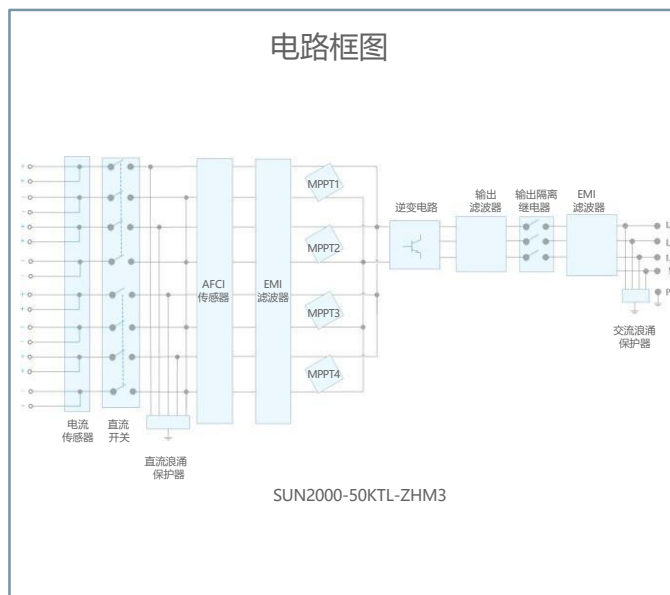 电路框图
+
+
-
-
+
+
-
-
+
+
-
-
+
+
-
-
MPPT1
MPPT2
MPPT3
MPPT4
AFCI
传感器
EMI
滤波器
逆变电路
输出
滤波器
输出隔离
继电器
EMI
滤波器
交流浪涌
保护器
电流
传感器
直流
开关
直流浪涌
保护器
SUN2000-50KTL-ZHM3